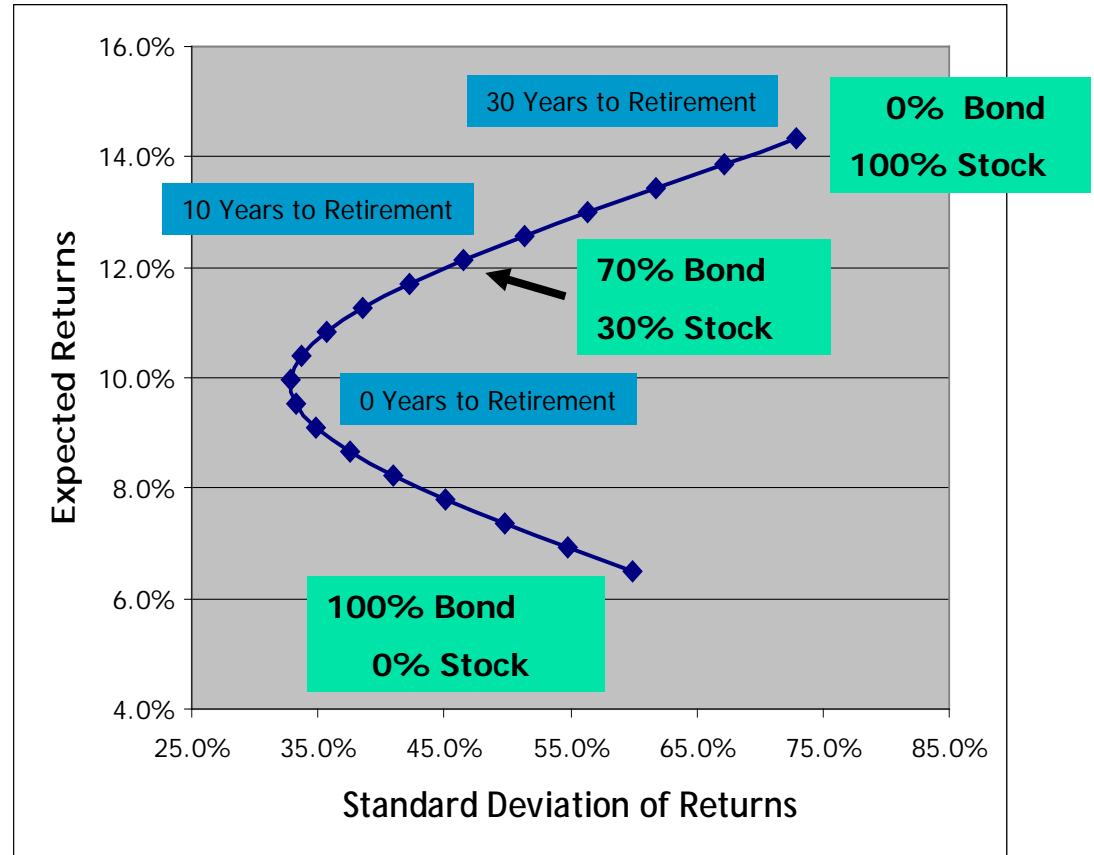 16.0%
14.0%
12.0%
10.0%
8.0%
6.0%
4.0%
Expected Returns
30 Years to Retirement
0% Bond
100% Stock
10 Years to Retirement
70% Bond
30% Stock
0 Years to Retirement
100% Bond
0% Stock
25.0% 35.0% 45.0% 55.0% 65.0% 75.0% 85.0%
Standard Deviation of Returns